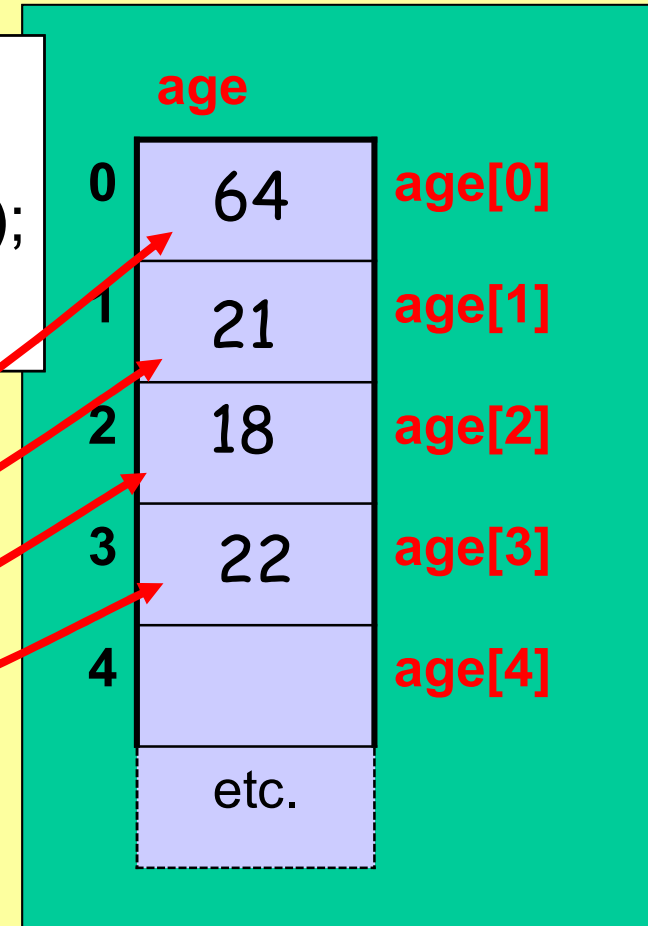 age
0 64 age[0]
);
1 21 age[1]
2 18 age[2]
3 22 age[3]
4 age[4]
etc.